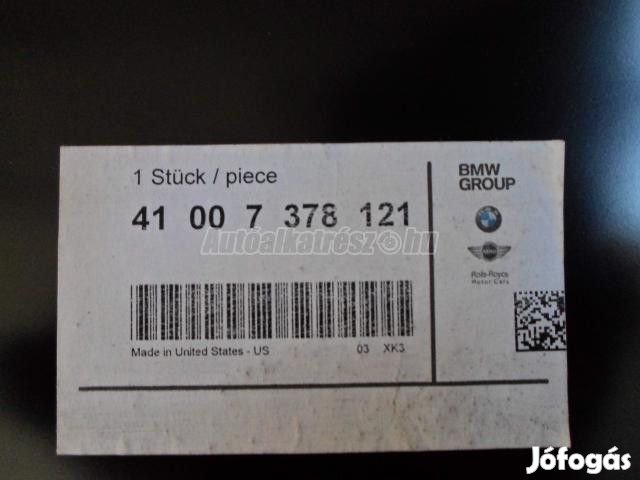 1 Stück / piece
BMW
GROUP
41 00 7 378 121
Autóalkatrész.hu
Rolls-Royce
Motor Cars
Made in United States - US 03 XK3
Jófogás